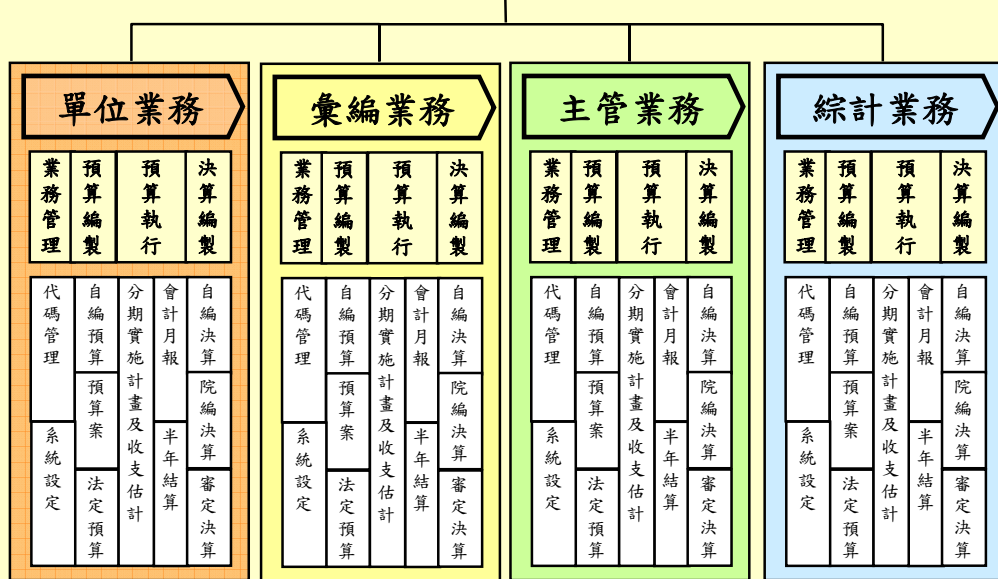 單位業務
業務管理
預算編製
預算執行
決算編製
代碼管理
系統設定
自編預算
預算案
法定預算
分期實施計畫及收支估計
會計月報
半年結算
自編決算
院編決算
審定決算
彙編業務
業務管理
預算編製
預算執行
決算編製
代碼管理
系統設定
自編預算
預算案
法定預算
分期實施計畫及收支估計
會計月報
半年結算
自編決算
院編決算
審定決算
主管業務
業務管理
預算編製
預算執行
決算編製
代碼管理
系統設定
自編預算
預算案
法定預算
分期實施計畫及收支估計
會計月報
半年結算
自編決算
院編決算
審定決算
綜計業務
業務管理
預算編製
預算執行
決算編製
代碼管理
系統設定
自編預算
預算案
法定預算
分期實施計畫及收支估計
會計月報
半年結算
自編決算
院編決算
審定決算